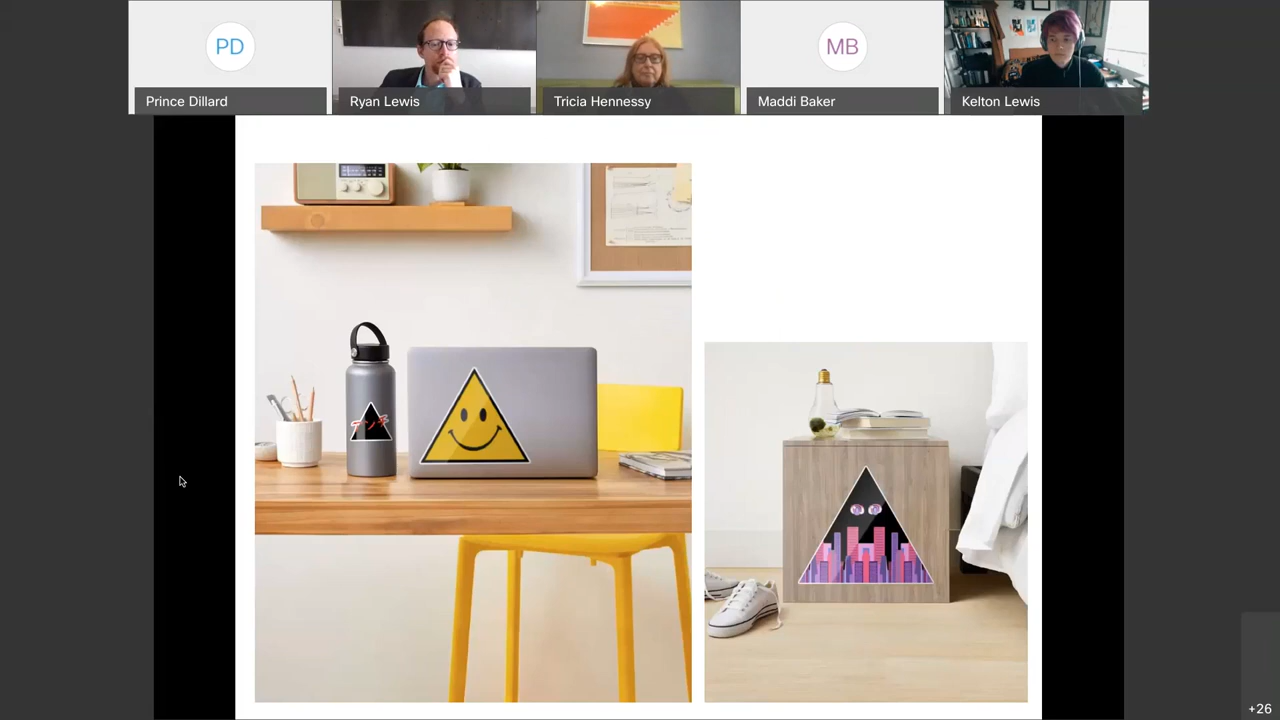 PD
Prince Dillard
Ryan Lewis
Tricia Hennessy
MB
Maddi Baker
Kelton Lewis
+26